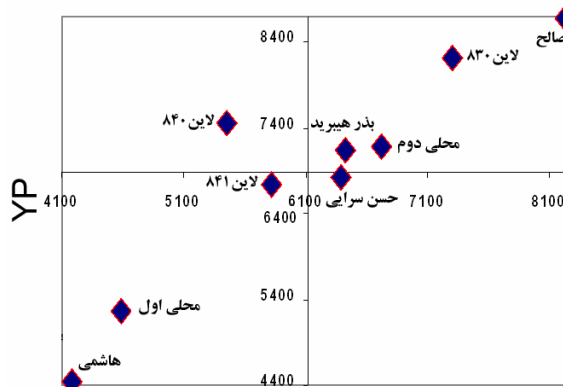 8400
صالح
لاین ۸۳۰
لاین ۸۴۰
بذر هیبرید
7400
محلی دوم
لاین ۸۴۱
4100 5100 6100 7100 8100
YP
حسن سرایی
6400
محلی اول
5400
هاشمی
4400